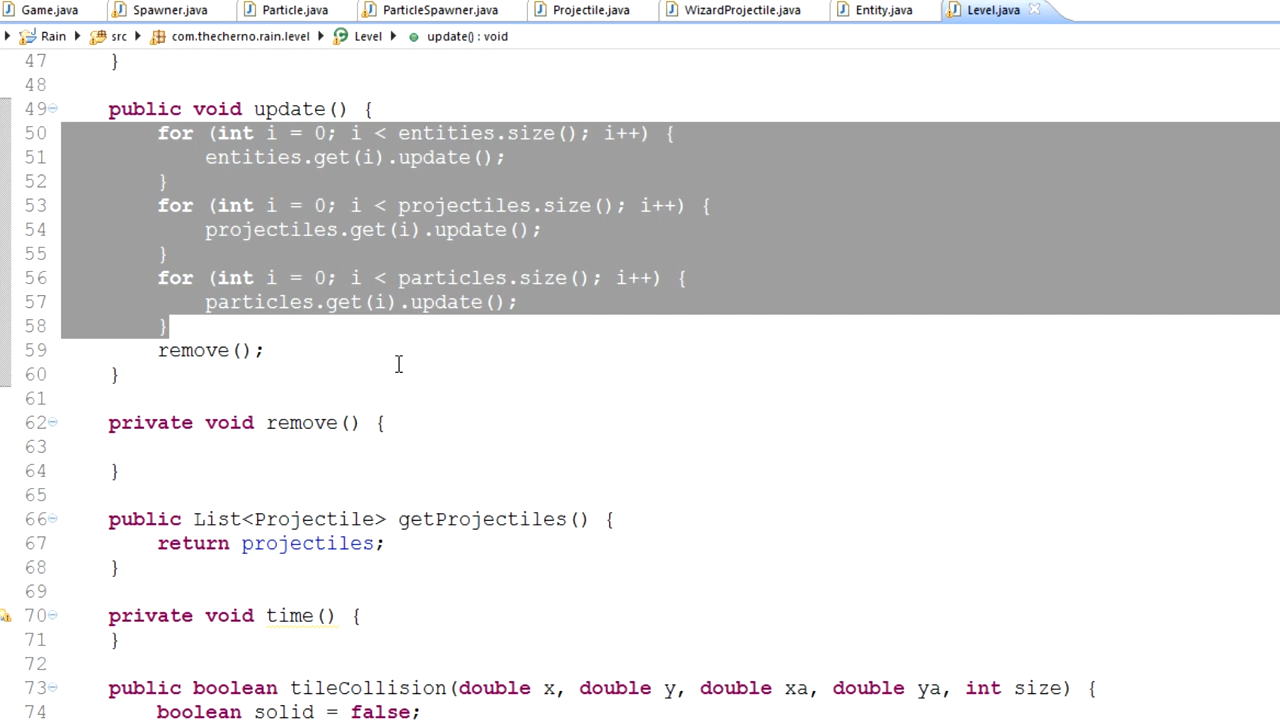 Game.java Spawner.java Particle.java ParticleSpawner.java Projectile.java WizardProjectile.java Entity.java Level.java
Rain src com.thecherno.rain.level Level update() : void
47 }
48
49 public void update() {
50 for (int i = 0; i < entities.size(); i++) {
51 entities.get(i).update();
52 }
53 for (int i = 0; i < projectiles.size(); i++) {
54 projectiles.get(i).update();
55 }
56 for (int i = 0; i < particles.size(); i++) {
57 particles.get(i).update();
58 }
59 remove();
60 }
61
62 private void remove() {
63
64 }
65
66 public List<Projectile> getProjectiles() {
67 return projectiles;
68 }
69
70 private void time() {
71 }
72
73 public boolean tileCollision(double x, double y, double xa, double ya, int size) {
74 boolean solid = false;